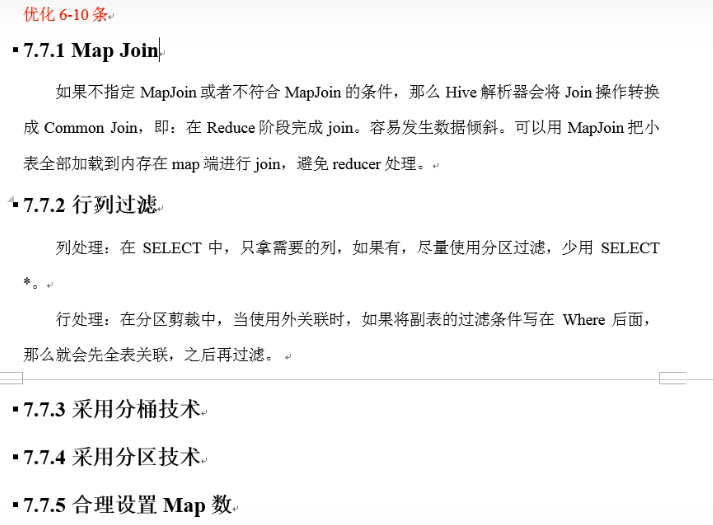 优化 6-10 条
7.7.1 Map Join
如果不指定 MapJoin 或者不符合 MapJoin 的条件，那么 Hive 解析器会将 Join 操作转换
成 Common Join，即：在 Reduce 阶段完成 join。容易发生数据倾斜。可以用 MapJoin 把小
表全部加载到内存在 map 端进行 join，避免 reducer 处理。
7.7.2 行列过滤
列处理：在 SELECT 中，只拿需要的列，如果有，尽量使用分区过滤，少用 SELECT
*。
行处理：在分区剪裁中，当使用外关联时，如果将副表的过滤条件写在 Where 后面，
那么就会先全表关联，之后再过滤。
7.7.3 采用分桶技术
7.7.4 采用分区技术
7.7.5 合理设置 Map 数